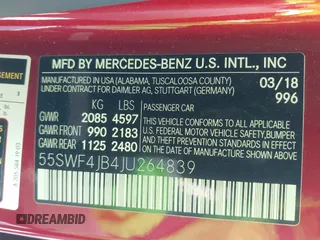 MFD BY MERCEDES-BENZ U.S. INTL., INC
MANUFACTURED IN USA (ALABAMA, TUSCALOOSA COUNTY)
UNDER CONTRACT FOR DAIMLER AG, STUTTGART (GERMANY)
03/18
996
KG LBS
GVWR 2085 4597
GAWR FRONT 990 2183
GAWR REAR 1125 2480
PASSENGER CAR
THIS VEHICLE CONFORMS TO ALL
APPLICABLE U.S. FEDERAL
MOTOR VEHICLE SAFETY, BUMPER
AND THEFT PREVENTION STANDARDS
IN EFFECT ON THE DATE OF
MANUFACTURE SHOWN ABOVE
55SWF4JB4JU264839
EMENT
DISASSEMBID